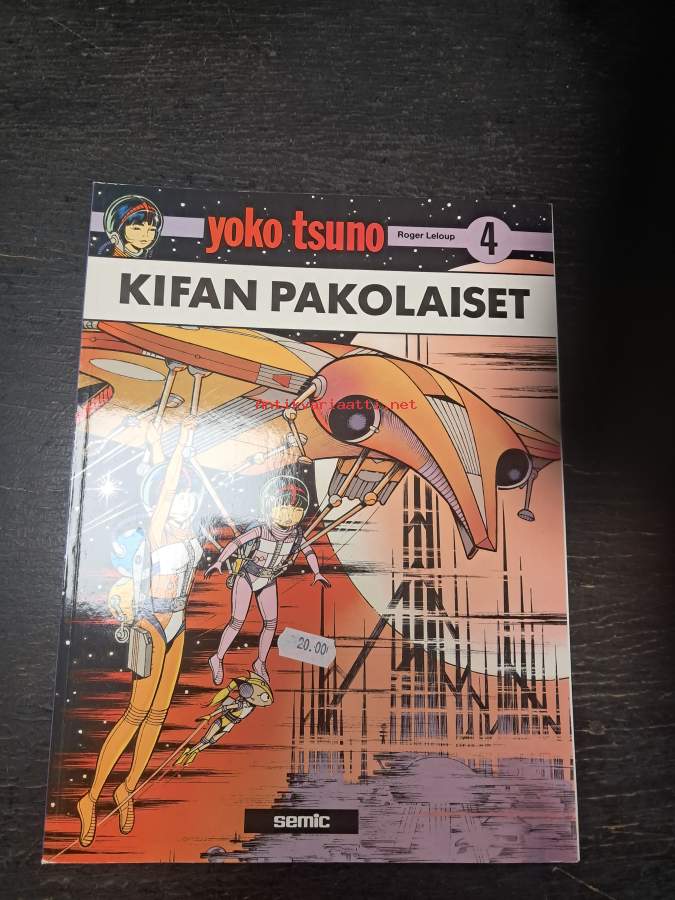 yoko tsuno
Roger Leloup
4
KIFAN PAKOLAISET
Antikvariaatti.net
20.00
semic